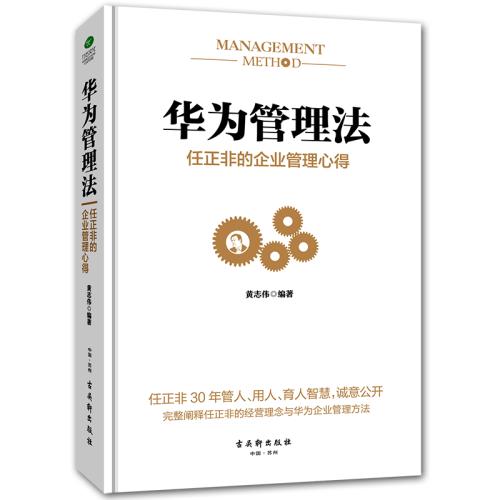 MANAGEMENT
METHOD
华为管理法
任正非的企业管理心得
黄志伟◎编著
任正非30年管人、用人、育人智慧,诚意公开
完整阐释任正非的经营理念与华为企业管理方法
古吴轩出版社
中国·苏州
华为管理法
任正非的
企业管理心得
黄志伟◎编著
中国·苏州
古吴轩出版社